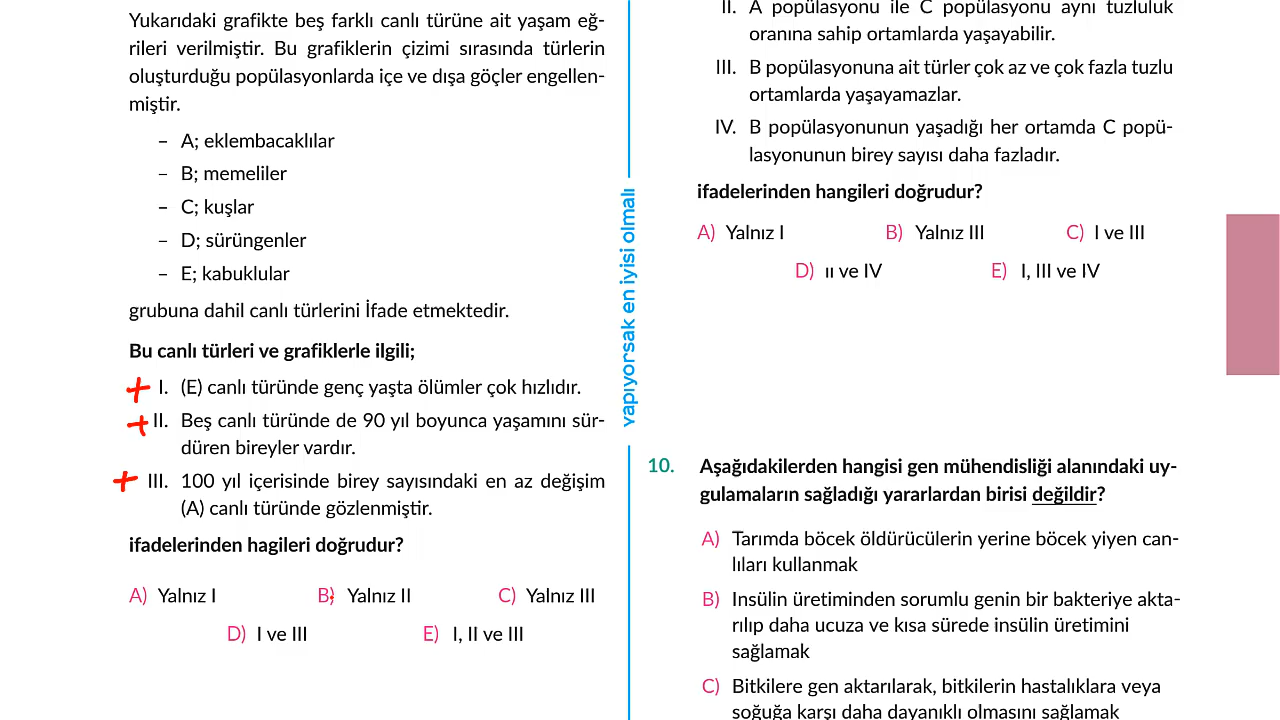 Yukarıdaki grafikte beş farklı canlı türüne ait yaşam eğ-
rileri verilmiştir. Bu grafiklerin çizimi sırasında türlerin
oluşturduğu popülasyonlarda içe ve dışa göçler engellen-
miştir.
– A; eklembacaklılar
– B; memeliler
– C; kuşlar
– D; sürüngenler
– E; kabuklular
grubuna dahil canlı türlerini İfade etmektedir.
Bu canlı türleri ve grafiklerle ilgili;
+ I. (E) canlı türünde genç yaşta ölümler çok hızlıdır.
+ II. Beş canlı türünde de 90 yıl boyunca yaşamını sür-
düren bireyler vardır.
+ III. 100 yıl içerisinde birey sayısındaki en az değişim
(A) canlı türünde gözlenmiştir.
ifadelerinden hagileri doğrudur?
A) Yalnız I B) Yalnız II C) Yalnız III
D) I ve III E) I, II ve III
yapıyorsak en iyisi olmalı
II. A popülasyonu ile C popülasyonu aynı tuzluluk
oranına sahip ortamlarda yaşayabilir.
III. B popülasyonuna ait türler çok az ve çok fazla tuzlu
ortamlarda yaşayamazlar.
IV. B popülasyonunun yaşadığı her ortamda C popü-
lasyonunun birey sayısı daha fazladır.
ifadelerinden hangileri doğrudur?
A) Yalnız I B) Yalnız III C) I ve III
D) ıı ve IV E) I, III ve IV
10. Aşağıdakilerden hangisi gen mühendisliği alanındaki uy-
gulamaların sağladığı yararlardan birisi değildir?
A) Tarımda böcek öldürücülerin yerine böcek yiyen can-
lıları kullanmak
B) Insülin üretiminden sorumlu genin bir bakteriye akta-
rılıp daha ucuza ve kısa sürede insülin üretimini
sağlamak
C) Bitkilere gen aktarılarak, bitkilerin hastalıklara veya
soğuğa karşı daha dayanıklı olmasını sağlamak